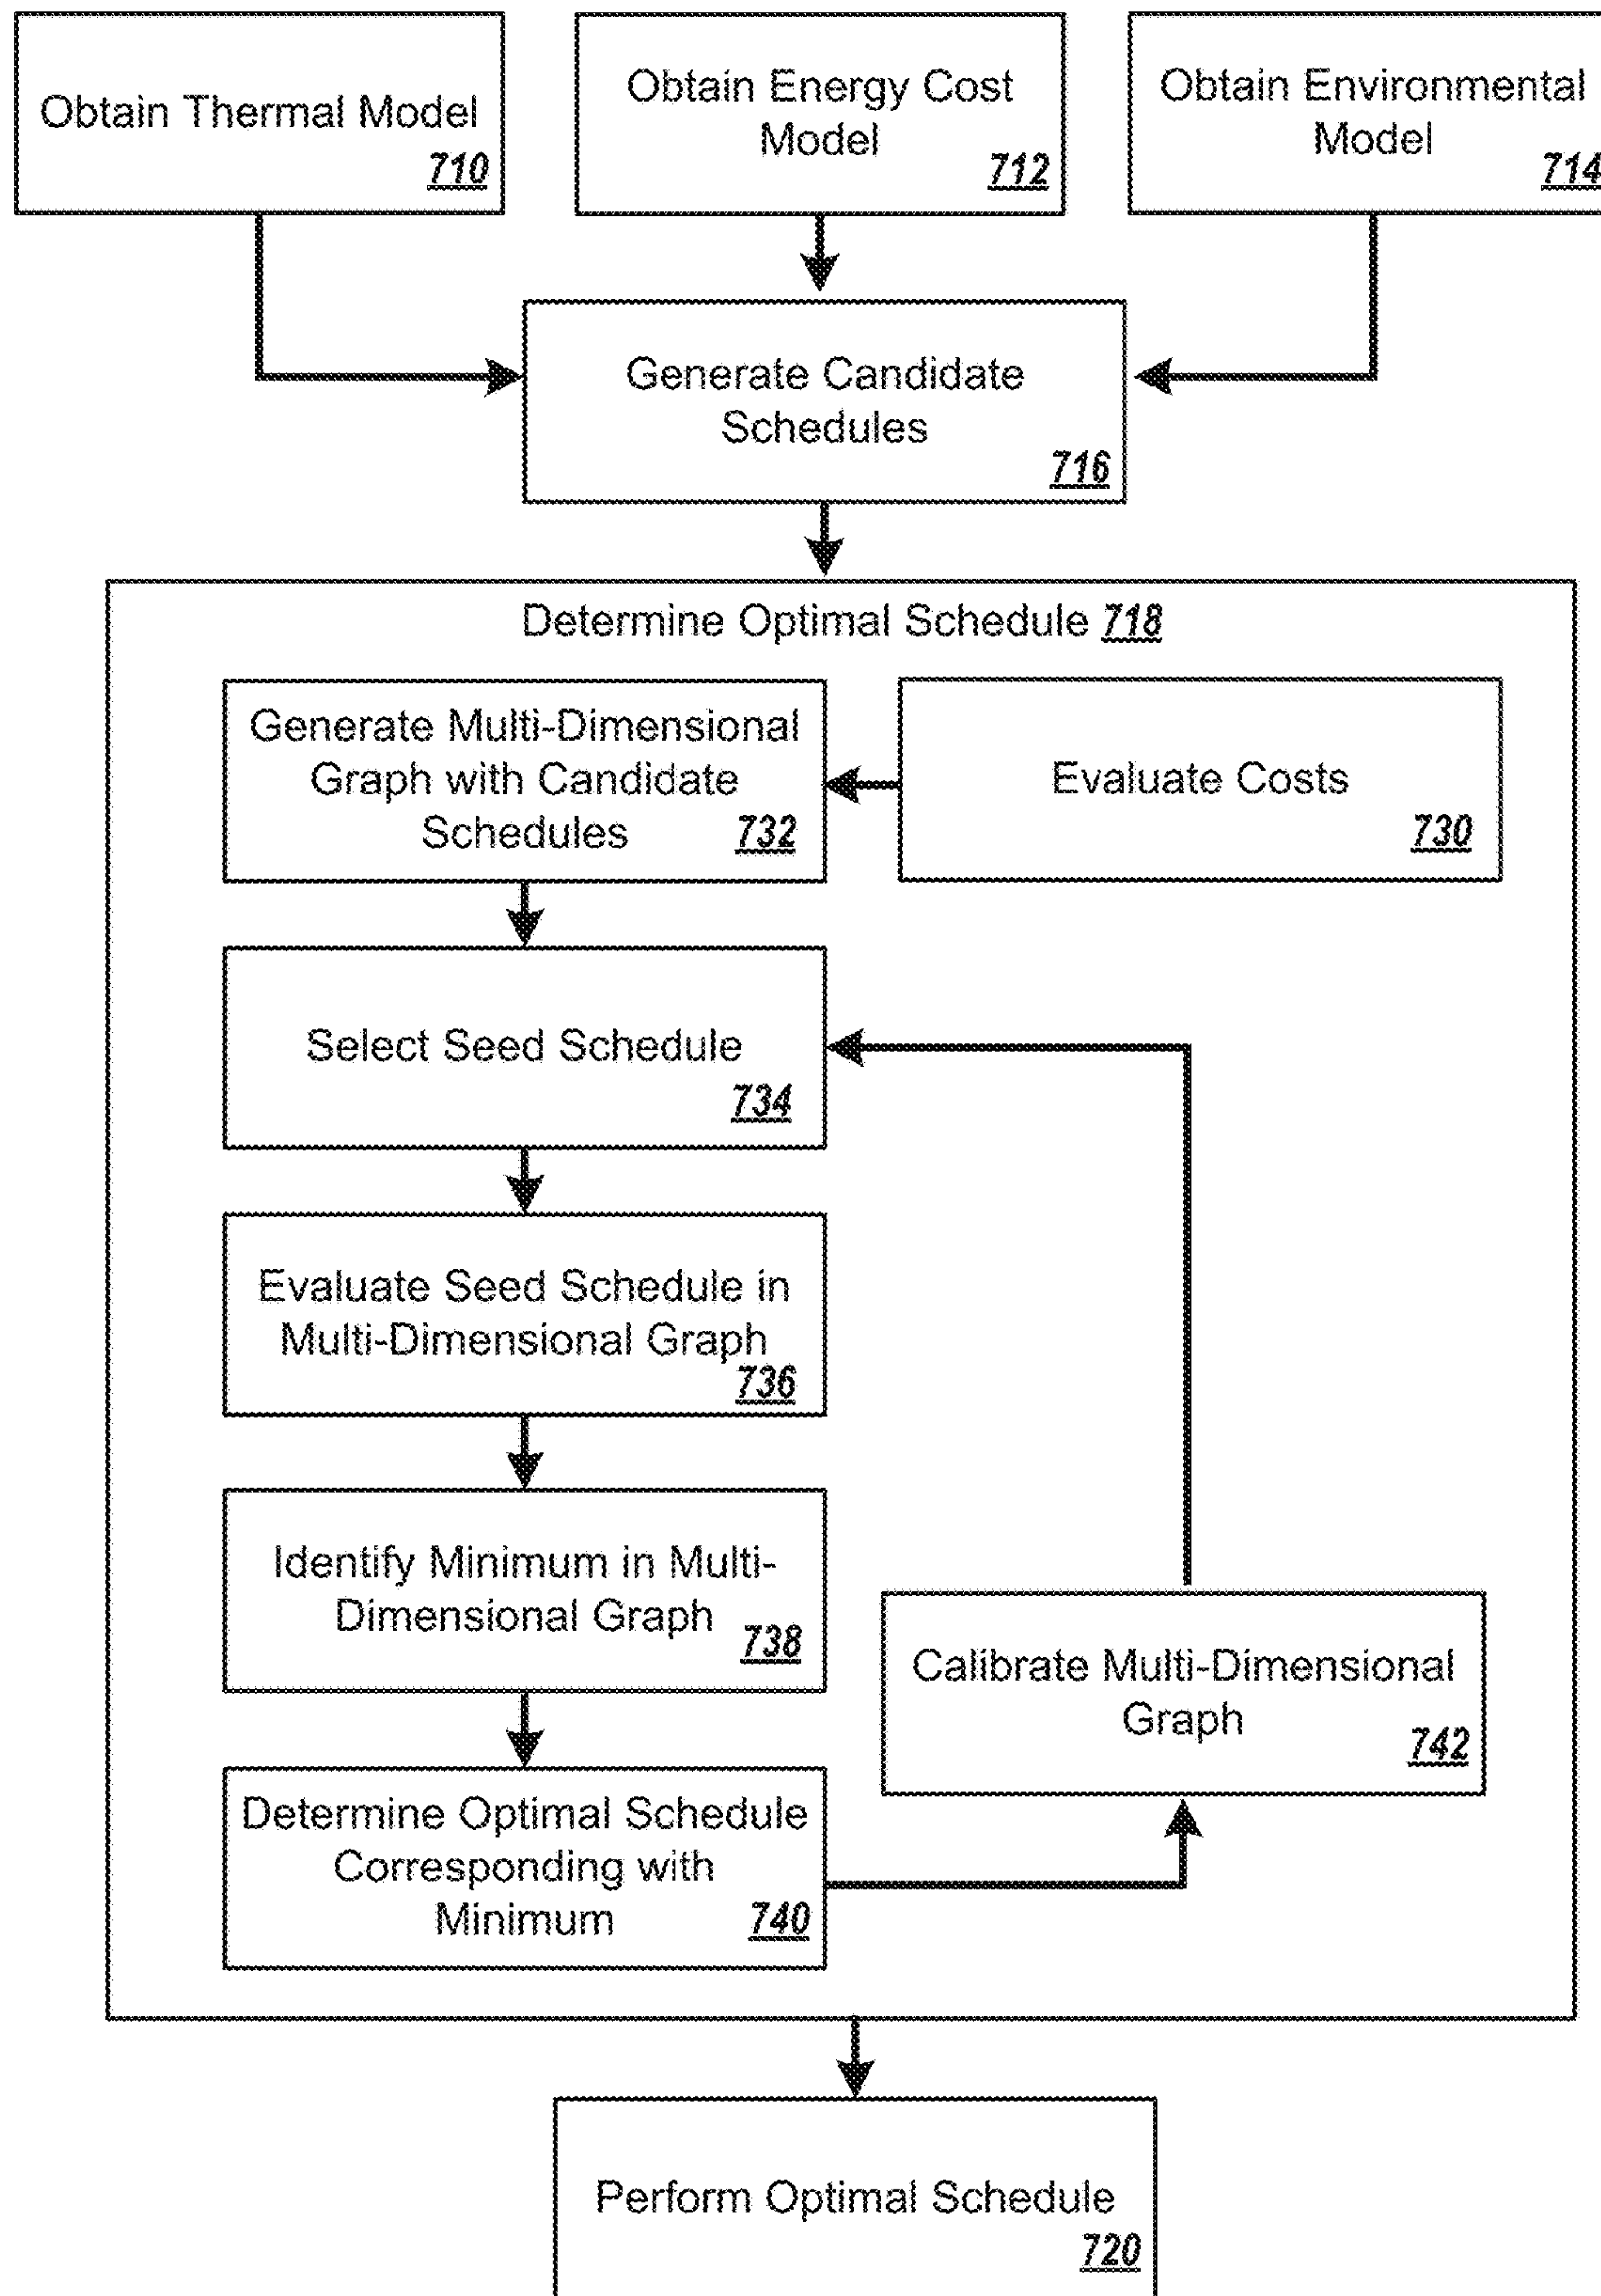 Obtain Thermal Model
710
Obtain Energy Cost
Model
712
Obtain Environmental
Model
714
Generate Candidate
Schedules
716
Determine Optimal Schedule 718
Generate Multi-Dimensional
Graph with Candidate
Schedules 732
Evaluate Costs
730
Select Seed Schedule
734
Evaluate Seed Schedule in
Multi-Dimensional Graph
736
Identify Minimum in Multi-
Dimensional Graph
738
Calibrate Multi-Dimensional
Graph
742
Determine Optimal Schedule
Corresponding with
Minimum 740
Perform Optimal Schedule
720